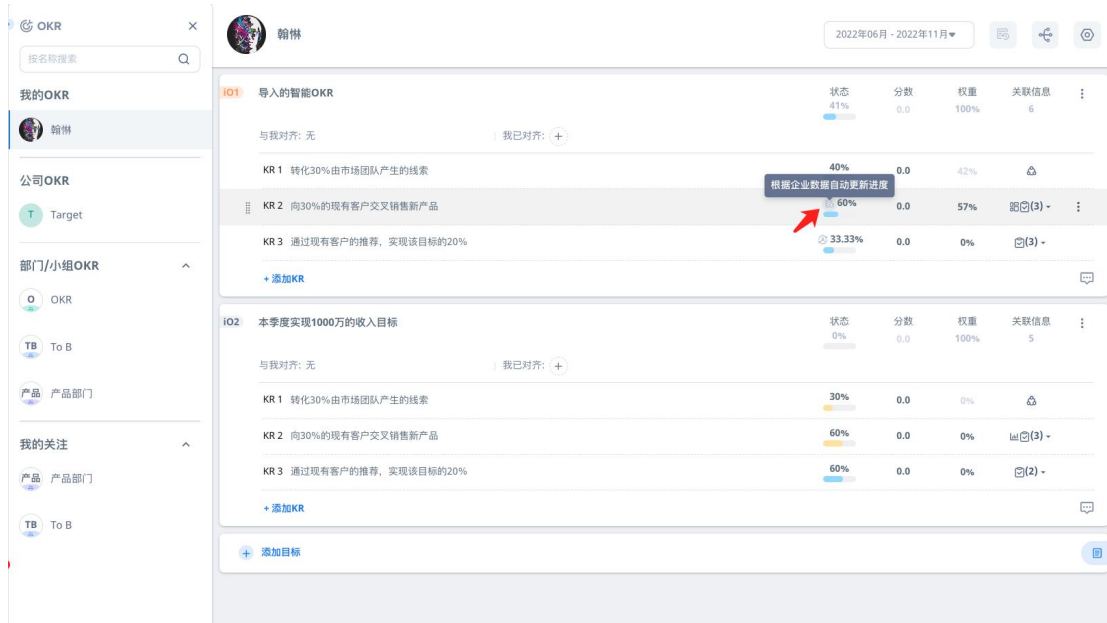 OKR
按名称搜索
我的OKR
翰惏
公司OKR
T Target
部门/小组OKR
O OKR
TB To B
产品 产品部门
我的关注
产品 产品部门
TB To B
翰惏
2022年06月 - 2022年11月
iO1 导入的智能OKR 状态 分数 权重 关联信息
41% 0.0 100% 6
与我对齐: 无 我已对齐:
KR 1 转化30%由市场团队产生的线索 40% 0.0 42%
根据企业数据自动更新进度
KR 2 向30%的现有客户交叉销售新产品 60% 0.0 57% (3)
KR 3 通过现有客户的推荐，实现该目标的20% 33.33% 0.0 0% (3)
+ 添加KR
iO2 本季度实现1000万的收入目标 状态 分数 权重 关联信息
0% 0.0 100% 5
与我对齐: 无 我已对齐:
KR 1 转化30%由市场团队产生的线索 30% 0.0 0%
KR 2 向30%的现有客户交叉销售新产品 60% 0.0 0% (3)
KR 3 通过现有客户的推荐，实现该目标的20% 60% 0.0 0% (2)
+ 添加KR
+ 添加目标